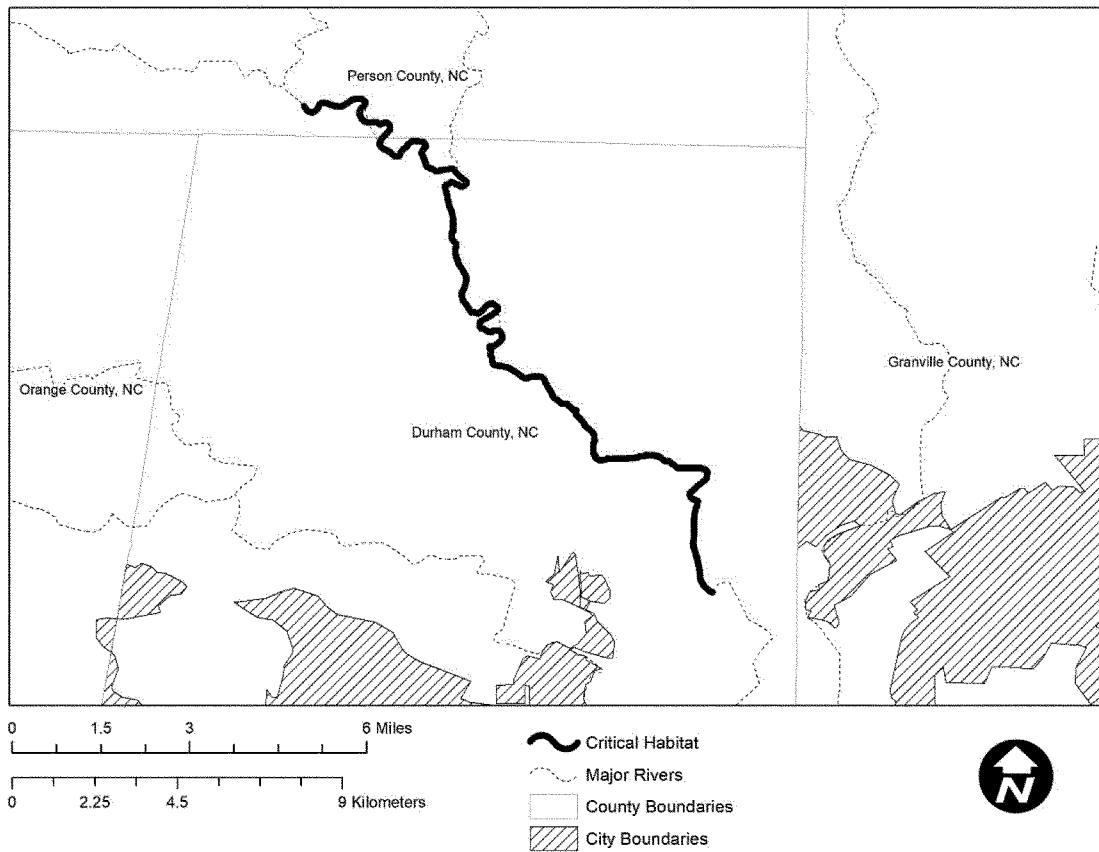 Person County, NC
Granville County, NC
Orange County, NC
Durham County, NC
0 1.5 3 6 Miles
0 2.25 4.5 9 Kilometers
Critical Habitat
Major Rivers
County Boundaries
City Boundaries
N